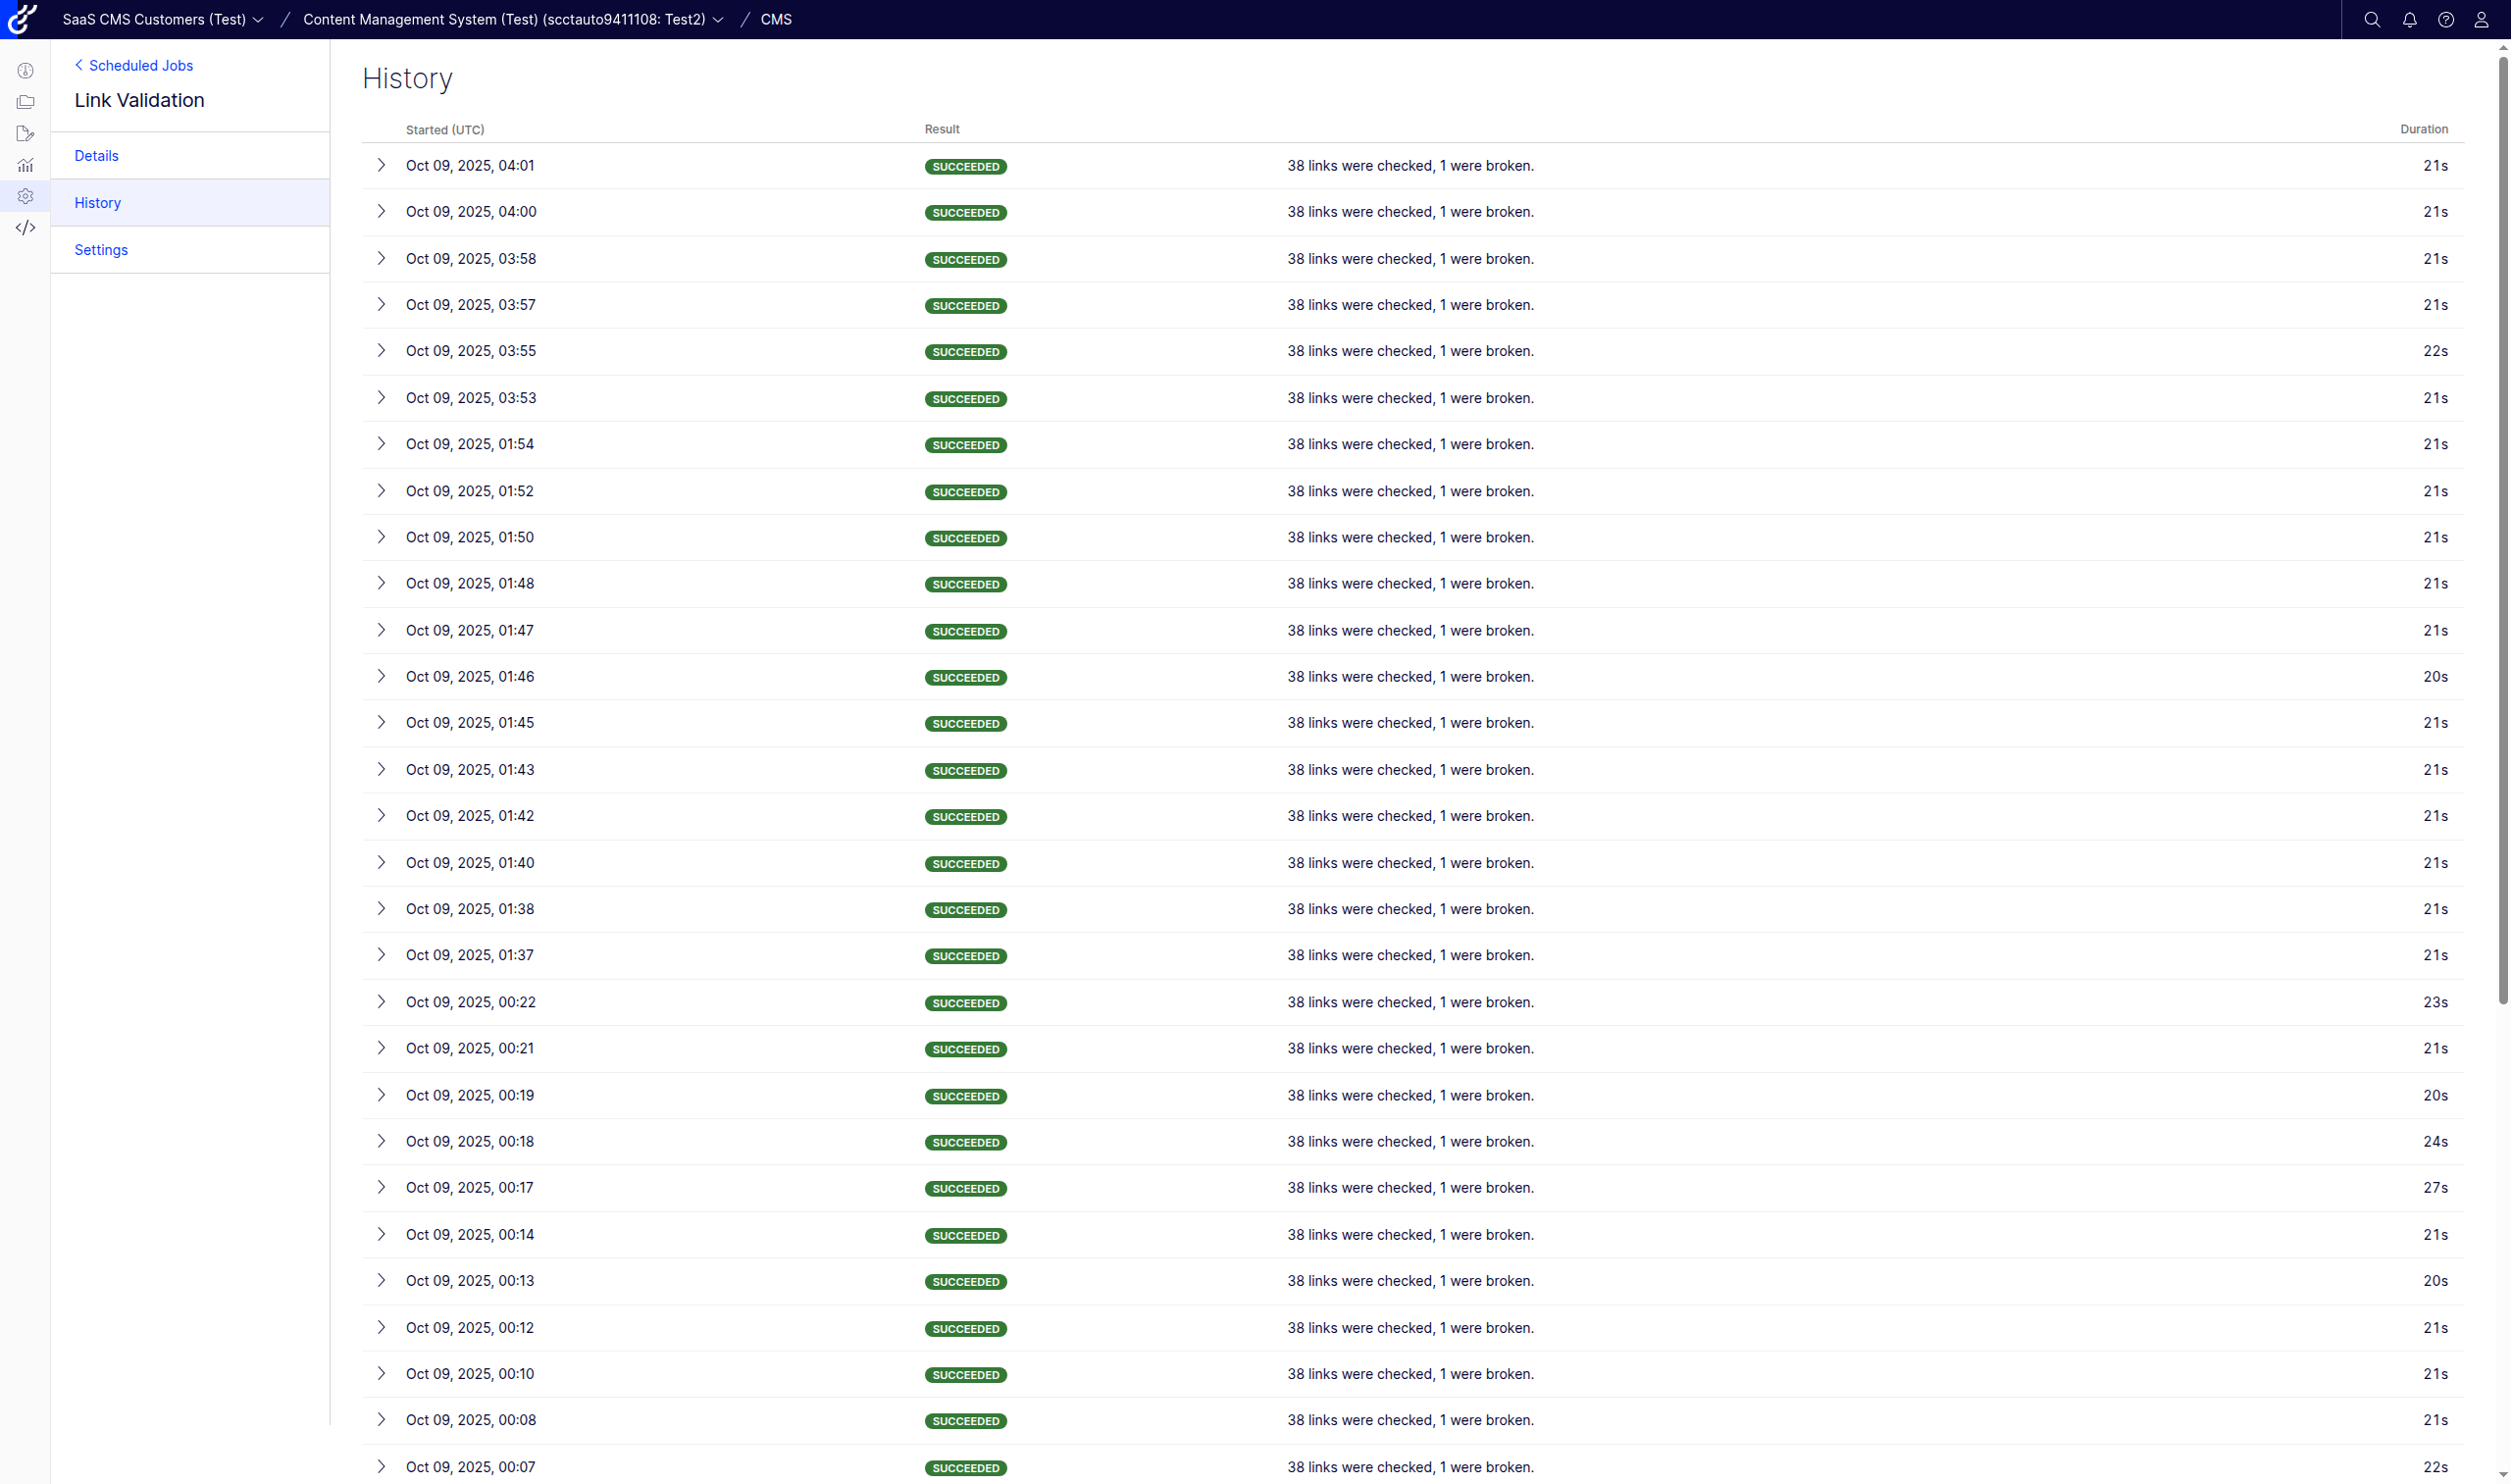 SaaS CMS Customers (Test) / Content Management System (Test) (scctauto9411108: Test2) / CMS
Scheduled Jobs
Link Validation
Details
History
Settings
History
Started (UTC) Result Duration
Oct 09, 2025, 04:01 SUCCEEDED 38 links were checked, 1 were broken. 21s
Oct 09, 2025, 04:00 SUCCEEDED 38 links were checked, 1 were broken. 21s
Oct 09, 2025, 03:58 SUCCEEDED 38 links were checked, 1 were broken. 21s
Oct 09, 2025, 03:57 SUCCEEDED 38 links were checked, 1 were broken. 21s
Oct 09, 2025, 03:55 SUCCEEDED 38 links were checked, 1 were broken. 22s
Oct 09, 2025, 03:53 SUCCEEDED 38 links were checked, 1 were broken. 21s
Oct 09, 2025, 01:54 SUCCEEDED 38 links were checked, 1 were broken. 21s
Oct 09, 2025, 01:52 SUCCEEDED 38 links were checked, 1 were broken. 21s
Oct 09, 2025, 01:50 SUCCEEDED 38 links were checked, 1 were broken. 21s
Oct 09, 2025, 01:48 SUCCEEDED 38 links were checked, 1 were broken. 21s
Oct 09, 2025, 01:47 SUCCEEDED 38 links were checked, 1 were broken. 21s
Oct 09, 2025, 01:46 SUCCEEDED 38 links were checked, 1 were broken. 20s
Oct 09, 2025, 01:45 SUCCEEDED 38 links were checked, 1 were broken. 21s
Oct 09, 2025, 01:43 SUCCEEDED 38 links were checked, 1 were broken. 21s
Oct 09, 2025, 01:42 SUCCEEDED 38 links were checked, 1 were broken. 21s
Oct 09, 2025, 01:40 SUCCEEDED 38 links were checked, 1 were broken. 21s
Oct 09, 2025, 01:38 SUCCEEDED 38 links were checked, 1 were broken. 21s
Oct 09, 2025, 01:37 SUCCEEDED 38 links were checked, 1 were broken. 21s
Oct 09, 2025, 00:22 SUCCEEDED 38 links were checked, 1 were broken. 23s
Oct 09, 2025, 00:21 SUCCEEDED 38 links were checked, 1 were broken. 21s
Oct 09, 2025, 00:19 SUCCEEDED 38 links were checked, 1 were broken. 20s
Oct 09, 2025, 00:18 SUCCEEDED 38 links were checked, 1 were broken. 24s
Oct 09, 2025, 00:17 SUCCEEDED 38 links were checked, 1 were broken. 27s
Oct 09, 2025, 00:14 SUCCEEDED 38 links were checked, 1 were broken. 21s
Oct 09, 2025, 00:13 SUCCEEDED 38 links were checked, 1 were broken. 20s
Oct 09, 2025, 00:12 SUCCEEDED 38 links were checked, 1 were broken. 21s
Oct 09, 2025, 00:10 SUCCEEDED 38 links were checked, 1 were broken. 21s
Oct 09, 2025, 00:08 SUCCEEDED 38 links were checked, 1 were broken. 21s
Oct 09, 2025, 00:07 SUCCEEDED 38 links were checked, 1 were broken. 22s